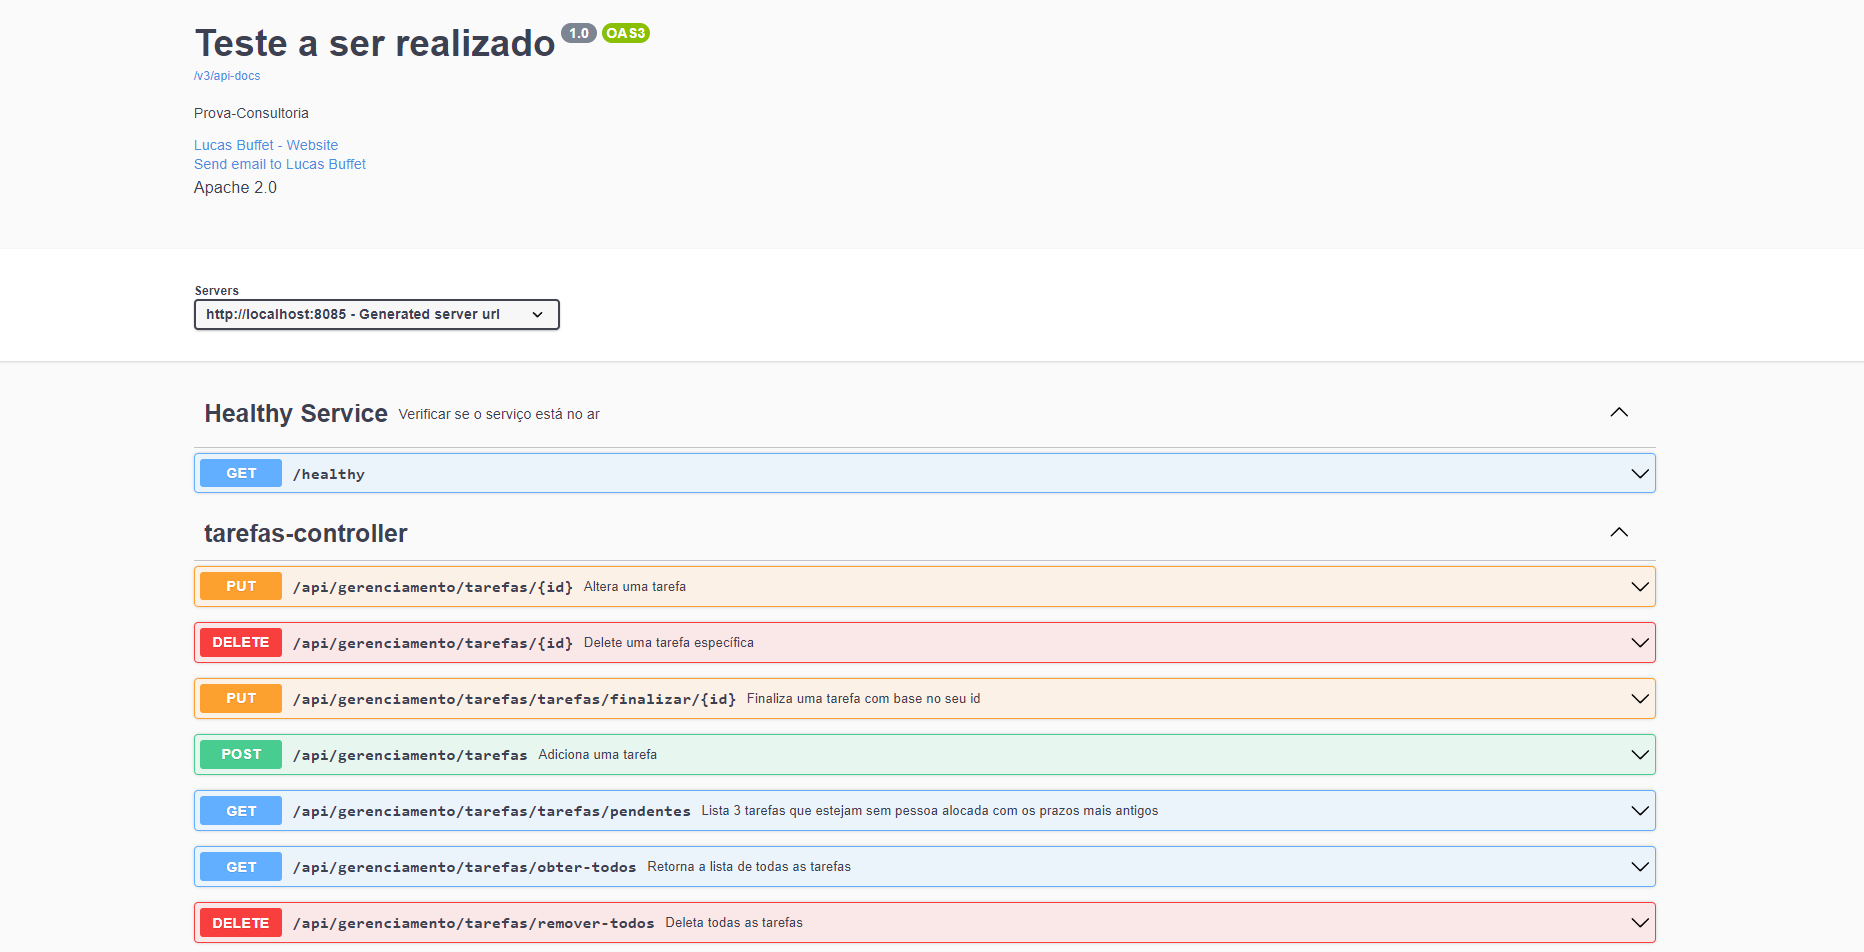 Teste a ser realizado 1.0 OAS3
/v3/api-docs
Prova-Consultoria
Lucas Buffet - Website
Send email to Lucas Buffet
Apache 2.0
Servers
http://localhost:8085 - Generated server url
Healthy Service Verificar se o serviço está no ar
GET /healthy
tarefas-controller
PUT /api/gerenciamento/tarefas/{id} Altera uma tarefa
DELETE /api/gerenciamento/tarefas/{id} Delete uma tarefa específica
PUT /api/gerenciamento/tarefas/tarefas/finalizar/{id} Finaliza uma tarefa com base no seu id
POST /api/gerenciamento/tarefas Adiciona uma tarefa
GET /api/gerenciamento/tarefas/tarefas/pendentes Lista 3 tarefas que estejam sem pessoa alocada com os prazos mais antigos
GET /api/gerenciamento/tarefas/obter-todos Retorna a lista de todas as tarefas
DELETE /api/gerenciamento/tarefas/remover-todos Deleta todas as tarefas